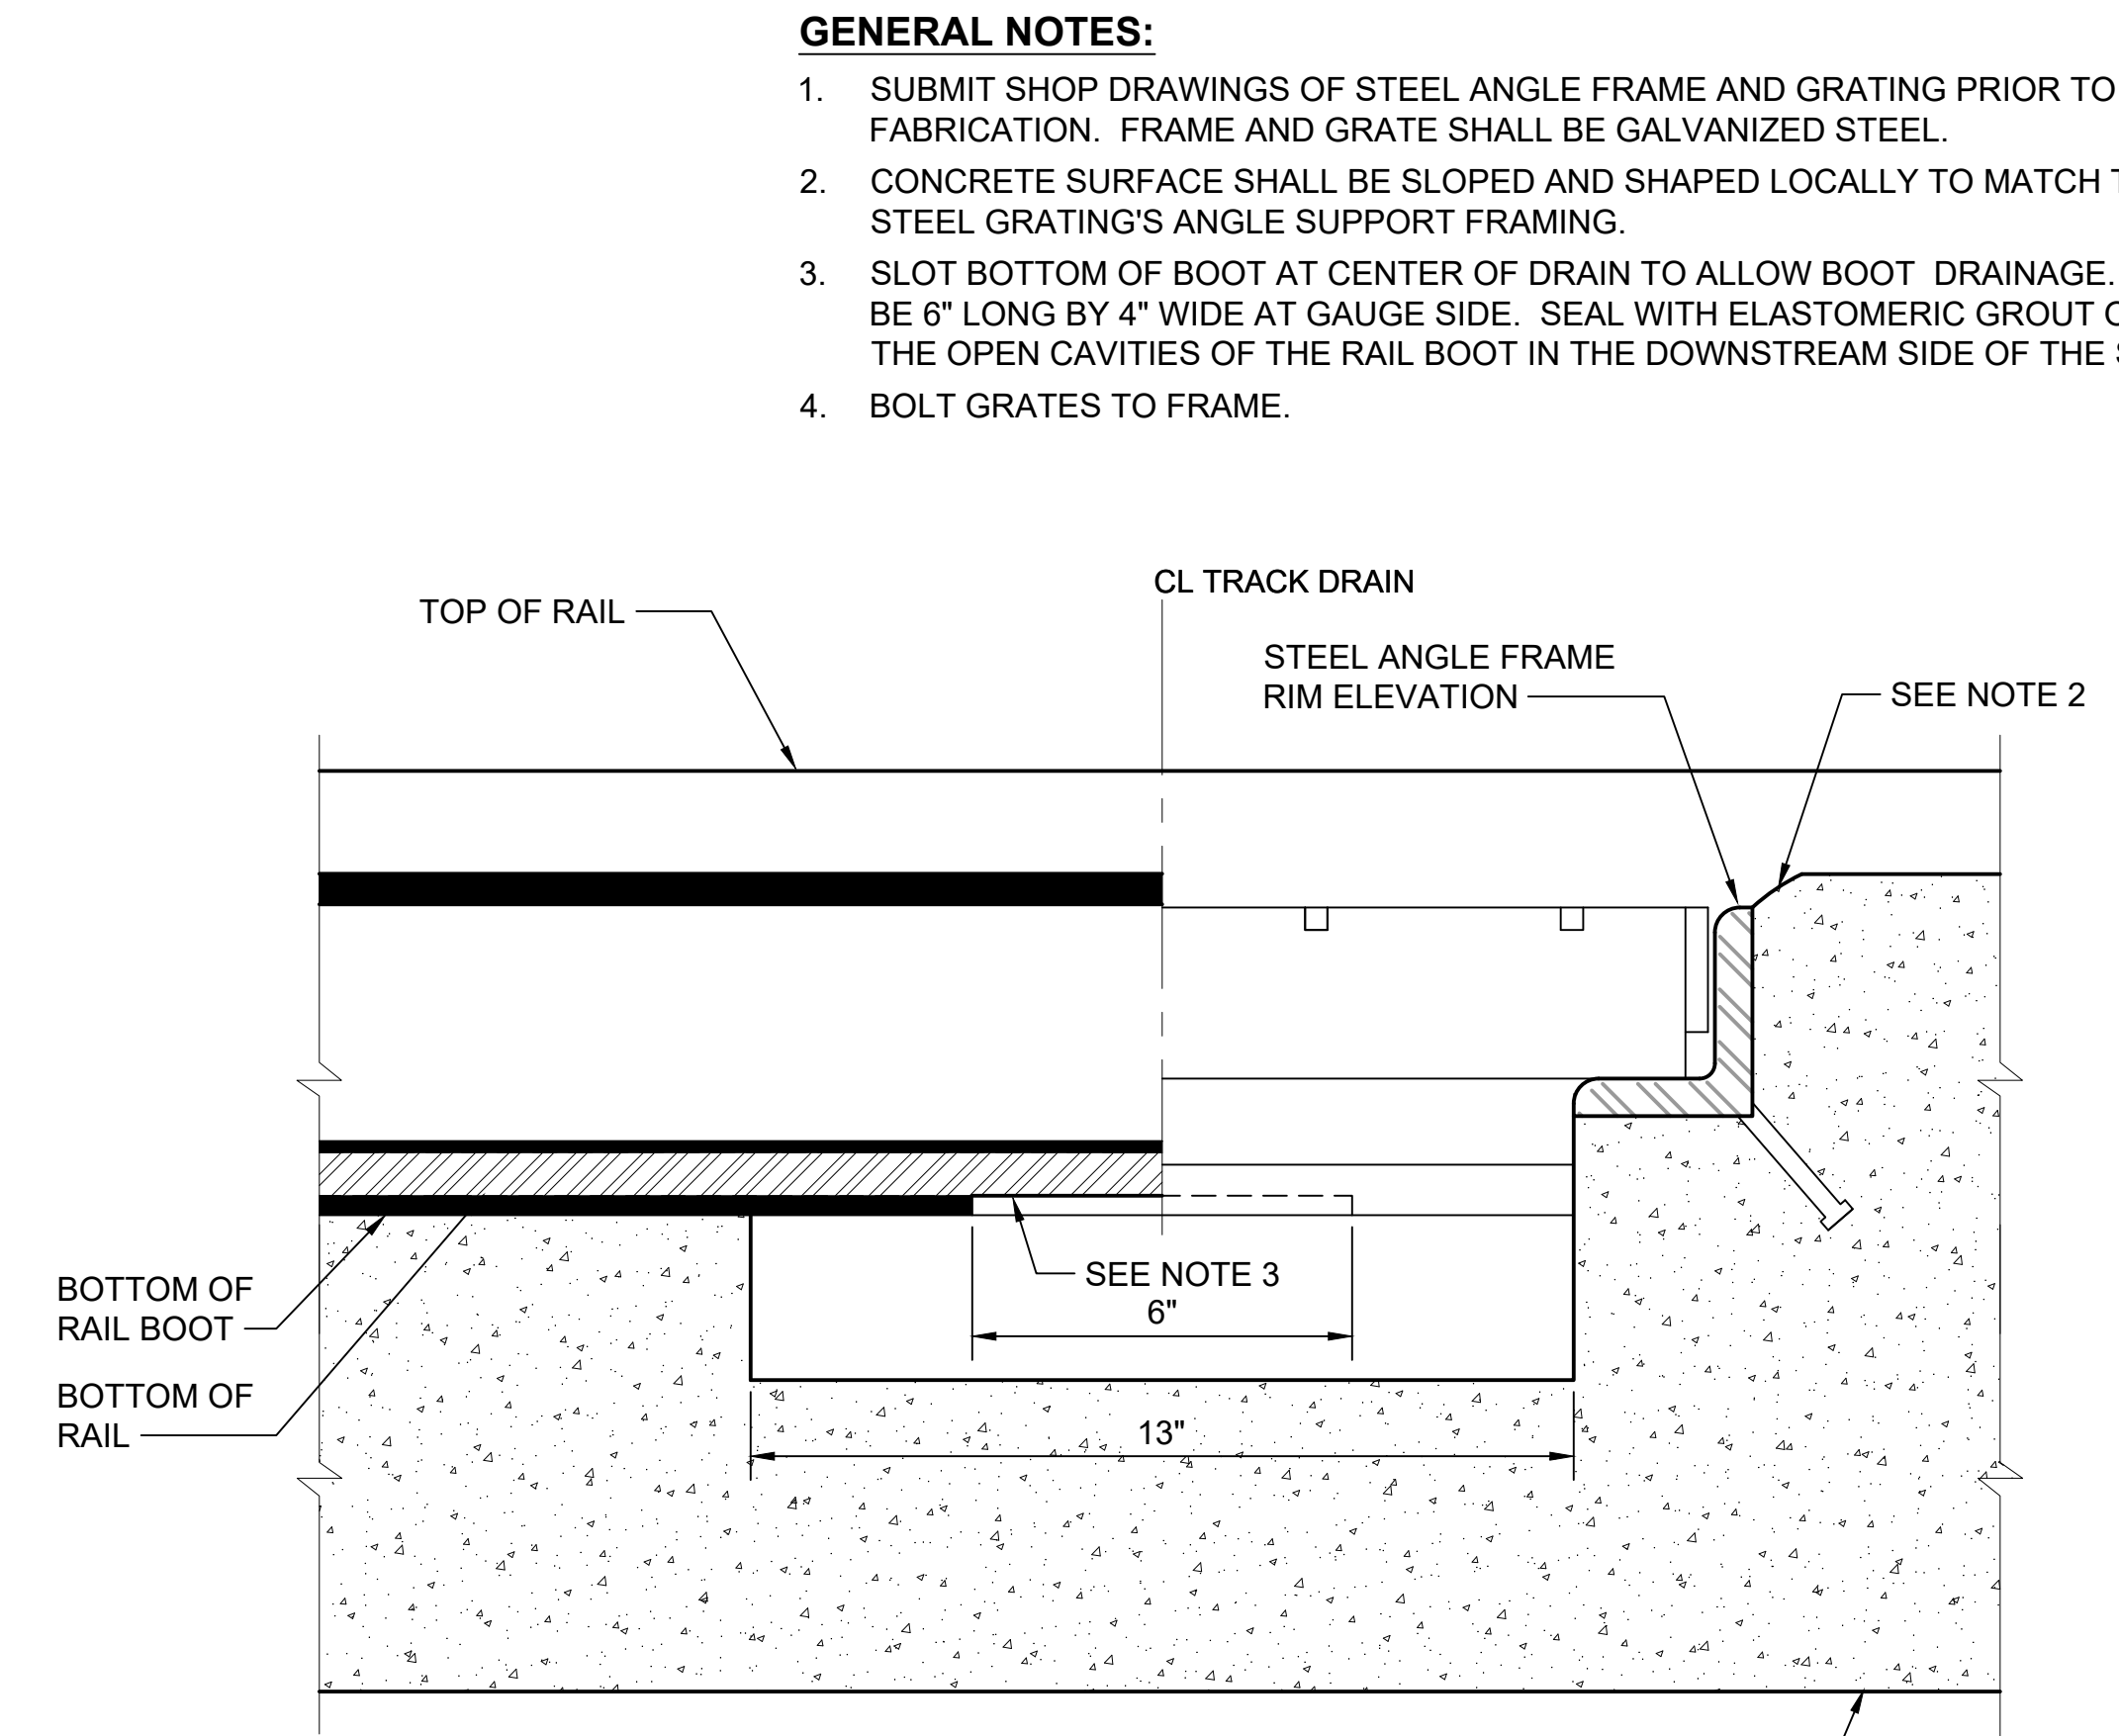 GENERAL NOTES:
1. SUBMIT SHOP DRAWINGS OF STEEL ANGLE FRAME AND GRATING PRIOR TO
FABRICATION. FRAME AND GRATE SHALL BE GALVANIZED STEEL.
2. CONCRETE SURFACE SHALL BE SLOPED AND SHAPED LOCALLY TO MATCH
STEEL GRATING'S ANGLE SUPPORT FRAMING.
3. SLOT BOTTOM OF BOOT AT CENTER OF DRAIN TO ALLOW BOOT DRAINAGE.
BE 6" LONG BY 4" WIDE AT GAUGE SIDE. SEAL WITH ELASTOMERIC GROUT
THE OPEN CAVITIES OF THE RAIL BOOT IN THE DOWNSTREAM SIDE OF THE
4. BOLT GRATES TO FRAME.
CL TRACK DRAIN
TOP OF RAIL
STEEL ANGLE FRAME
RIM ELEVATION
SEE NOTE 2
SEE NOTE 3
6"
BOTTOM OF
RAIL BOOT
BOTTOM OF
RAIL
13"